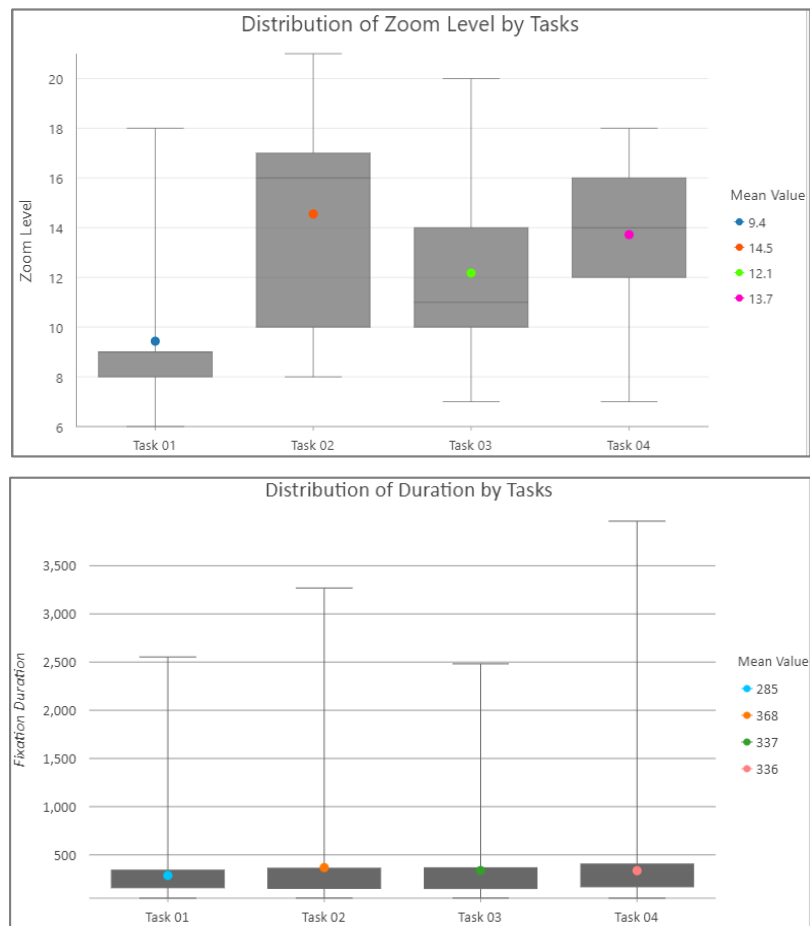 Distribution of Zoom Level by Tasks
20
18
16
14
12
10
8
6
Zoom Level
Task 01 Task 02 Task 03 Task 04
Mean Value
9.4
14.5
12.1
13.7
Distribution of Duration by Tasks
3,500
3,000
2,500
2,000
1,500
1,000
500
Fixation Duration
Task 01 Task 02 Task 03 Task 04
Mean Value
285
368
337
336